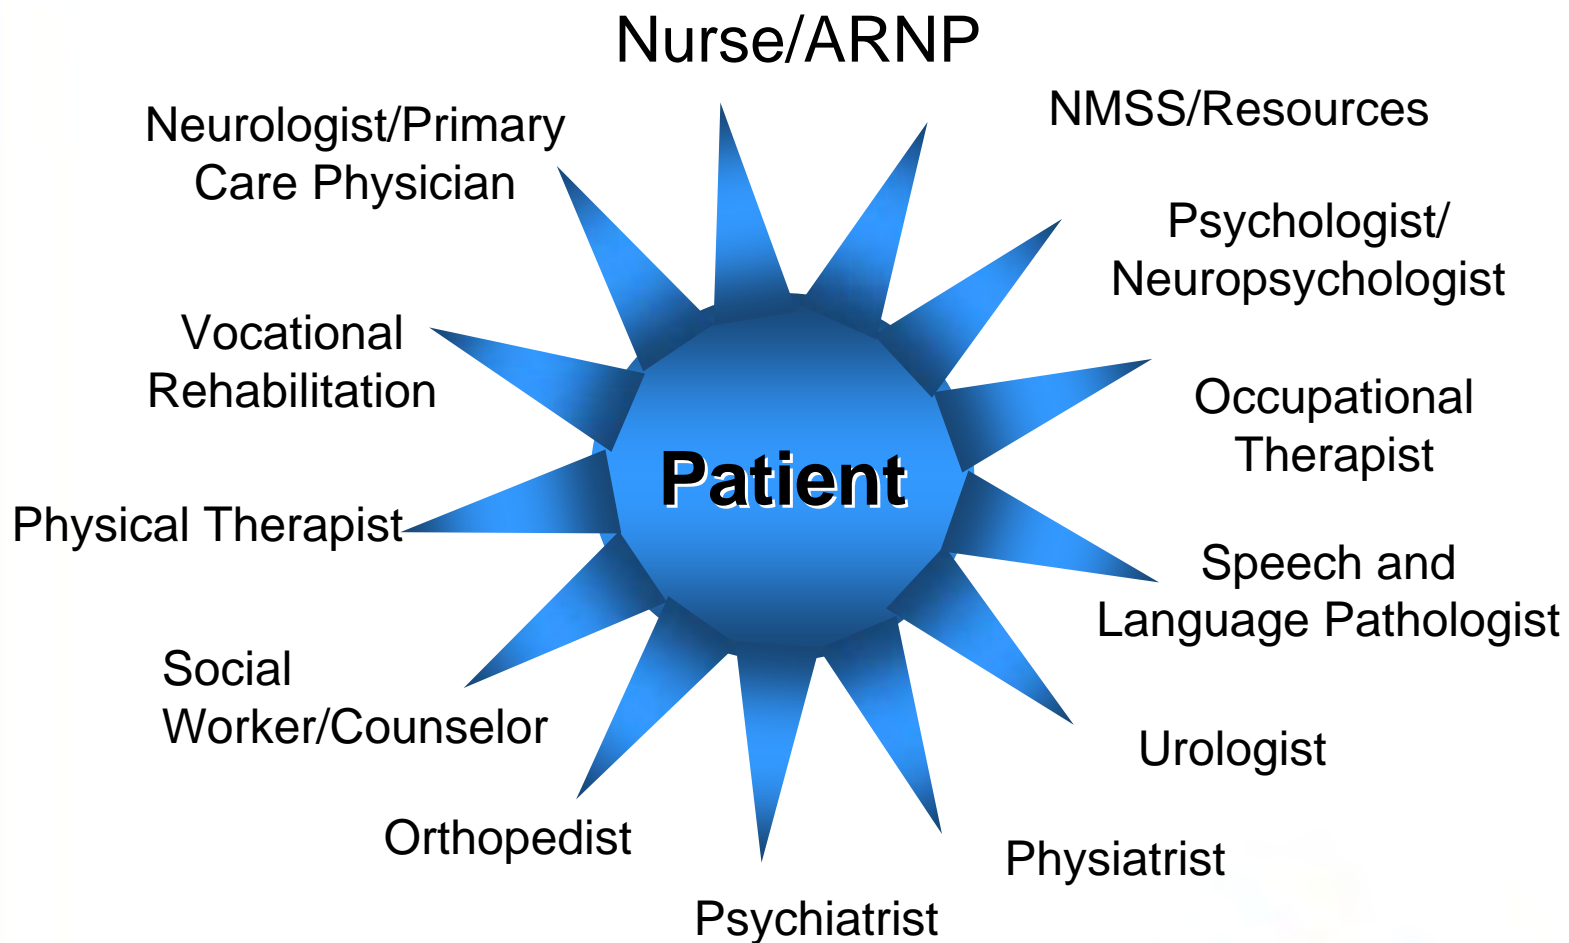 Nurse/ARNP
NMSS/Resources
Neurologist/Primary
Care Physician
Psychologist/
Neuropsychologist
Vocational
Rehabilitation
Occupational
Therapist
Patient
Physical Therapist
Speech and
Language Pathologist
Social
Worker/Counselor
Urologist
Orthopedist
Physiatrist
Psychiatrist